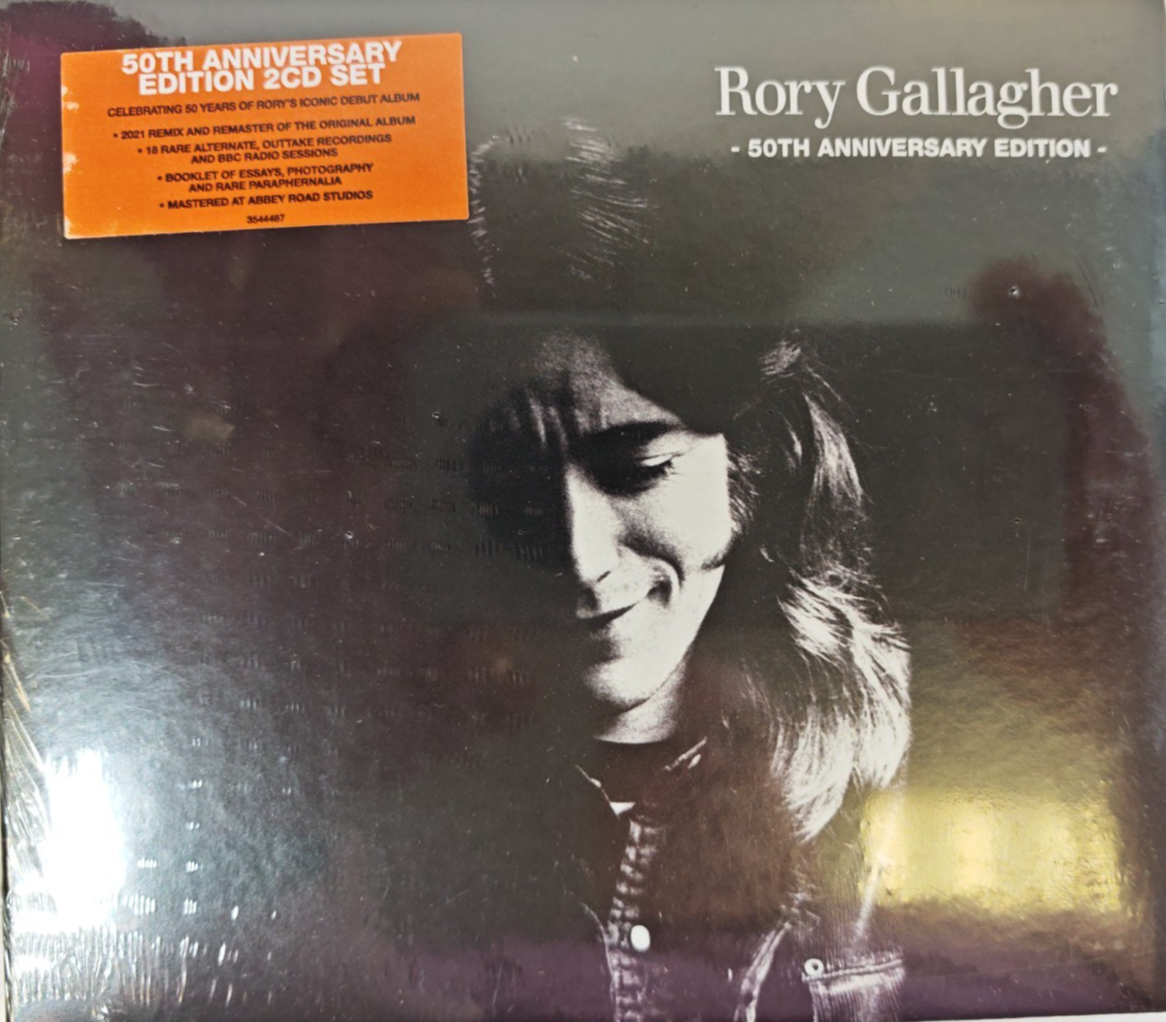 50TH ANNIVERSARY
EDITION 2CD SET
CELEBRATING 50 YEARS OF RORY'S ICONIC DEBUT ALBUM
• 2021 REMIX AND REMASTER OF THE ORIGINAL ALBUM
• 18 RARE ALTERNATE, OUTTAKE RECORDINGS
AND BBC RADIO SESSIONS
• BOOKLET OF ESSAYS, PHOTOGRAPHY
AND RARE PARAPHERNALIA
• MASTERED AT ABBEY ROAD STUDIOS
3544487
Rory Gallagher
- 50TH ANNIVERSARY EDITION -